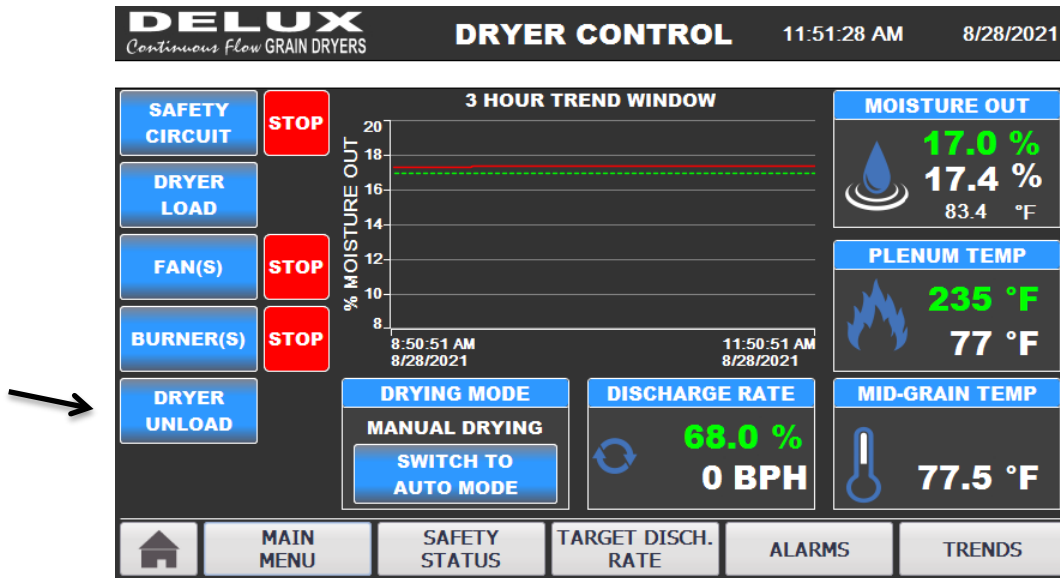 DELUX
Continuous Flow GRAIN DRYERS
DRYER CONTROL
11:51:28 AM
8/28/2021
SAFETY
CIRCUIT
STOP
DRYER
LOAD
FAN(S)
STOP
BURNER(S)
STOP
DRYER
UNLOAD
3 HOUR TREND WINDOW
% MOISTURE OUT
20
18
16
14
12
10
8
8:50:51 AM
8/28/2021
11:50:51 AM
8/28/2021
DRYING MODE
MANUAL DRYING
SWITCH TO
AUTO MODE
DISCHARGE RATE
68.0 %
0 BPH
MOISTURE OUT
17.0 %
17.4 %
83.4 °F
PLENUM TEMP
235 °F
77 °F
MID-GRAIN TEMP
77.5 °F
MAIN
MENU
SAFETY
STATUS
TARGET DISCH.
RATE
ALARMS
TRENDS